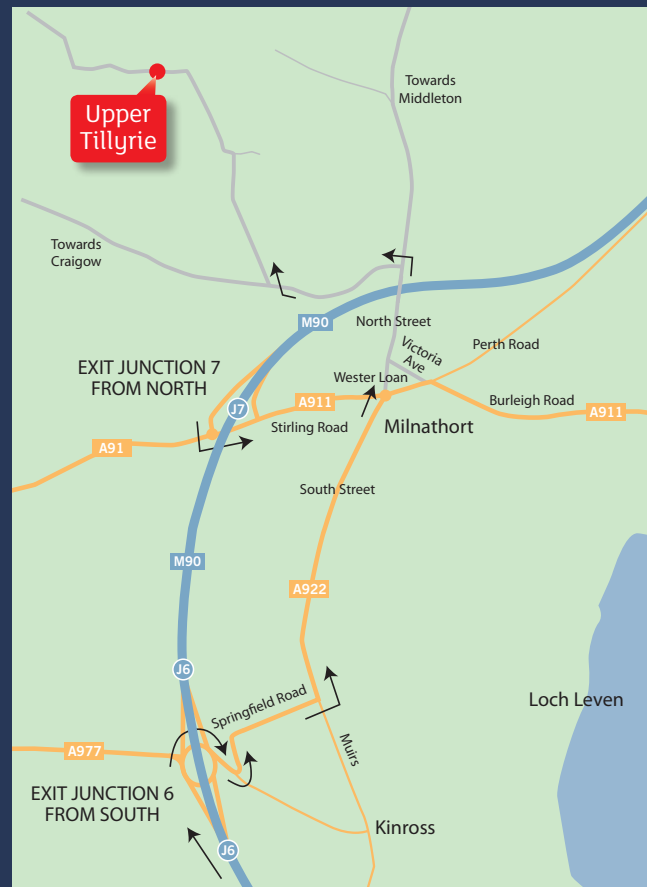 Towards
Middleton
Upper
Tillyrie
Towards
Craigow
M90
North Street
Victoria
Ave
Perth Road
EXIT JUNCTION 7
FROM NORTH
Wester Loan
J7
A911
Burleigh Road
A911
Stirling Road
Milnathort
A91
South Street
M90
A922
J6
Springfield Road
Loch Leven
Muirs
A977
EXIT JUNCTION 6
FROM SOUTH
Kinross
J6